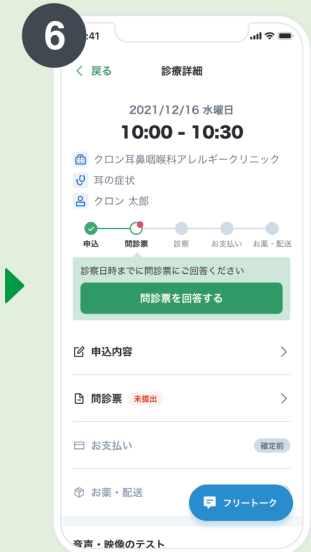 6
:41
戻る 診療詳細
2021/12/16 水曜日
10:00 - 10:30
クロン耳鼻咽喉科アレルギークリニック
耳の症状
クロン 太郎
申込 問診票 診察 お支払い お薬・配送
診察日時までに問診票にご回答ください
問診票を回答する
申込内容
問診票 未提出
お支払い 確定前
お薬・配送
フリートーク
音声・映像のテスト